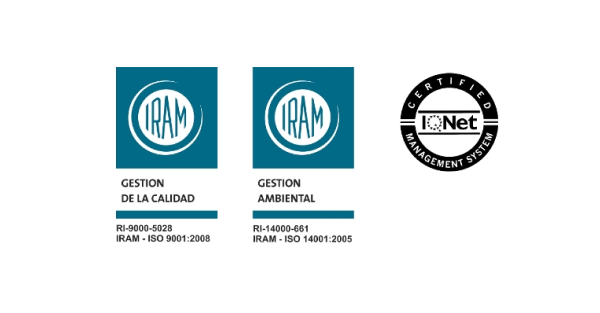 IRAM
GESTION
DE LA CALIDAD
RI-9000-5028
IRAM - ISO 9001:2008
IRAM
GESTION
AMBIENTAL
RI-14000-661
IRAM - ISO 14001:2005
CERTIFIED
IQNet
MANAGEMENT SYSTEM